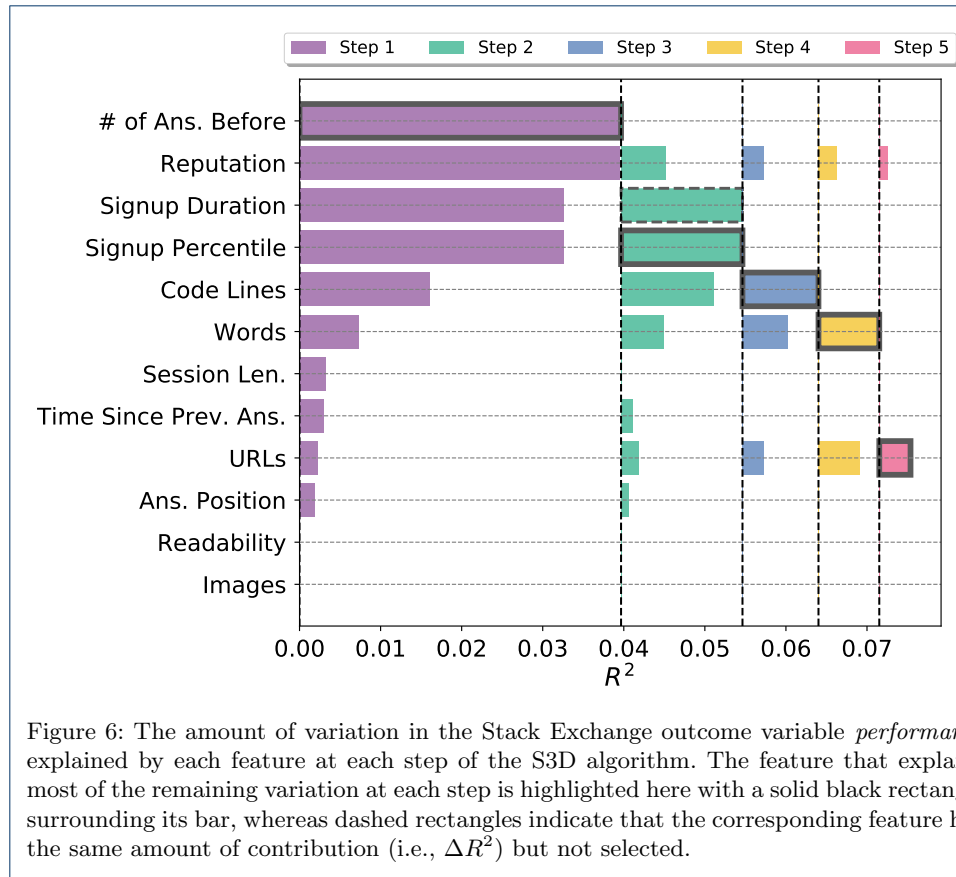 Step 1 Step 2 Step 3 Step 4 Step 5
# of Ans. Before
Reputation
Signup Duration
Signup Percentile
Code Lines
Words
Session Len.
Time Since Prev. Ans.
URLs
Ans. Position
Readability
Images
0.00 0.01 0.02 0.03 0.04 0.05 0.06 0.07
R²
Figure 6: The amount of variation in the Stack Exchange outcome variable performan
explained by each feature at each step of the S3D algorithm. The feature that explai
most of the remaining variation at each step is highlighted here with a solid black rectang
surrounding its bar, whereas dashed rectangles indicate that the corresponding feature h
the same amount of contribution (i.e., ΔR²) but not selected.